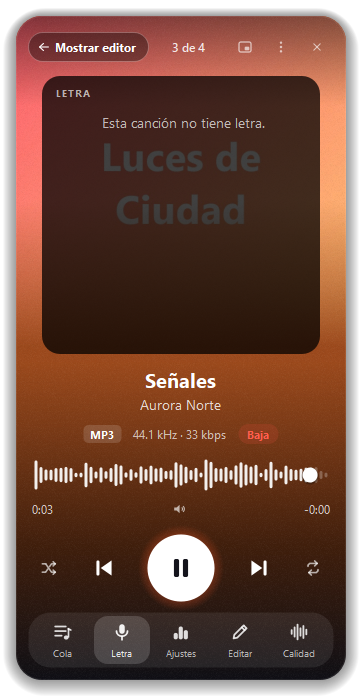 Mostrar editor
3 de 4
LETRA
Esta canción no tiene letra.
Luces de
Ciudad
Señales
Aurora Norte
MP3 44.1 kHz · 33 kbps Baja
0:03 -0:00
Cola Letra Ajustes Editar Calidad